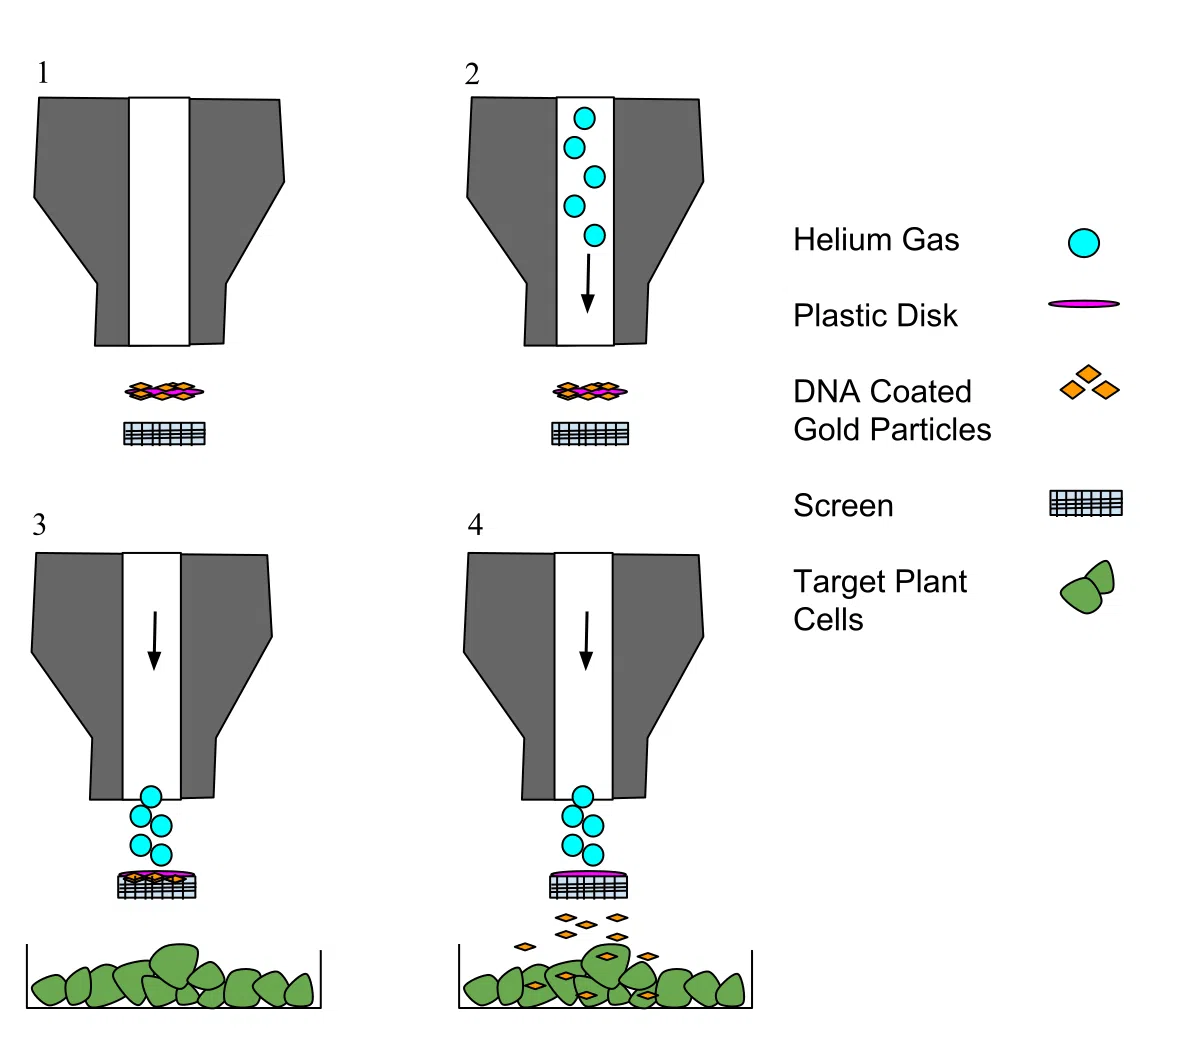 1
2
Helium Gas
Plastic Disk
DNA Coated
Gold Particles
Screen
3
4
Target Plant
Cells